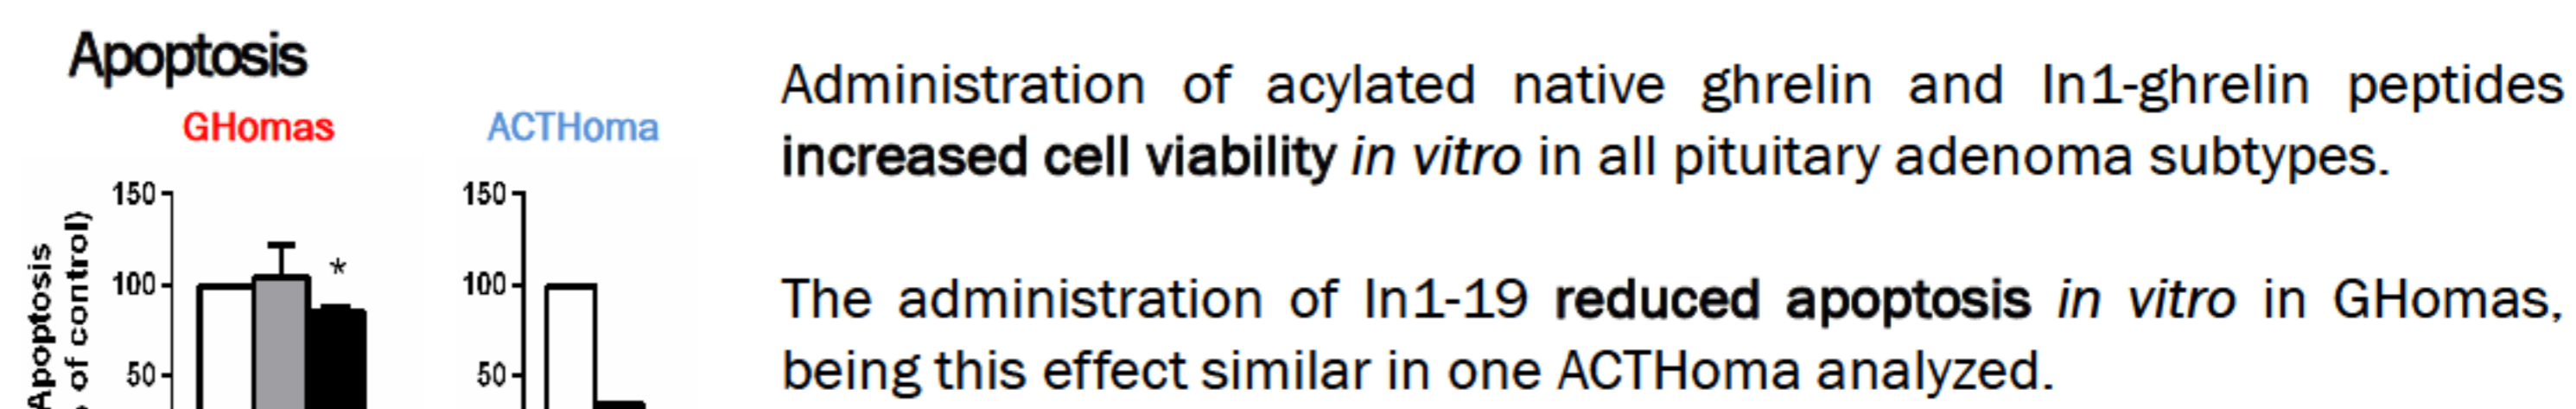 Apoptosis
GHomas
ACTHoma
150
100
50
Apoptosis
of control)
*
150
100
50
Administration of acylated native ghrelin and In1-ghrelin peptides
increased cell viability in vitro in all pituitary adenoma subtypes.
The administration of In1-19 reduced apoptosis in vitro in GHomas,
being this effect similar in one ACTHoma analyzed.